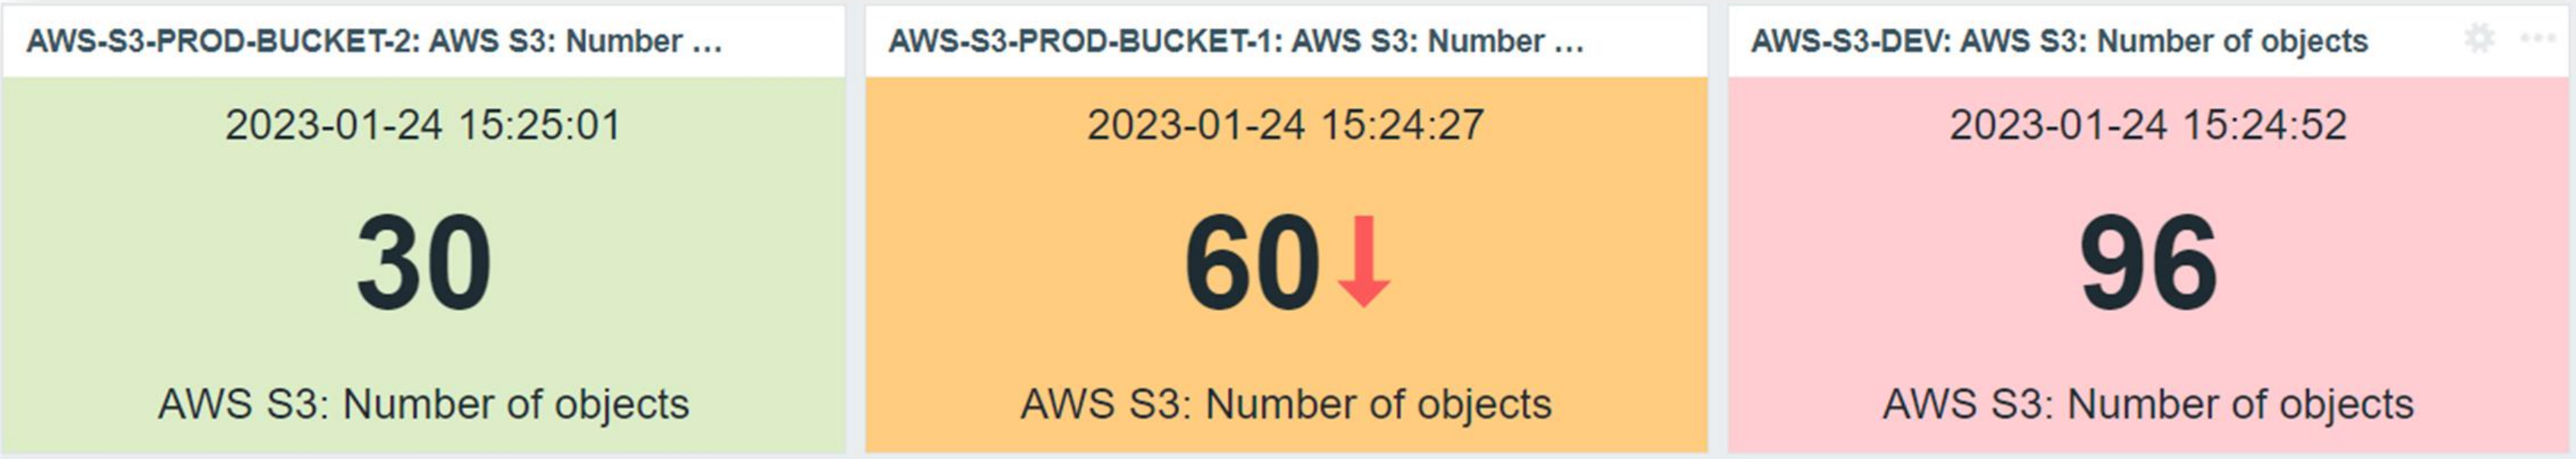 AWS-S3-PROD-BUCKET-2: AWS S3: Number ...
2023-01-24 15:25:01
30
AWS S3: Number of objects
AWS-S3-PROD-BUCKET-1: AWS S3: Number ...
2023-01-24 15:24:27
60
AWS S3: Number of objects
AWS-S3-DEV: AWS S3: Number of objects
2023-01-24 15:24:52
96
AWS S3: Number of objects